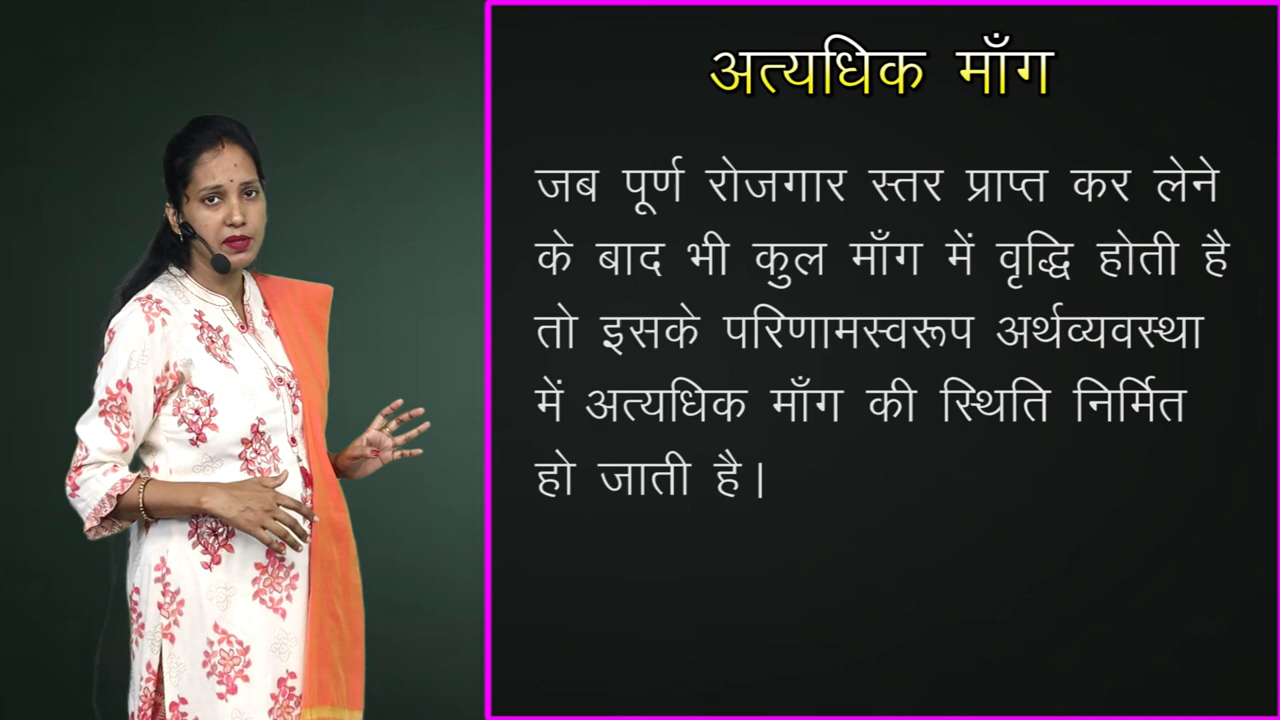 अत्यधिक माँग
जब पूर्ण रोजगार स्तर प्राप्त कर लेने
के बाद भी कुल माँग में वृद्धि होती है
तो इसके परिणामस्वरूप अर्थव्यवस्था
में अत्यधिक माँग की स्थिति निर्मित
हो जाती है।